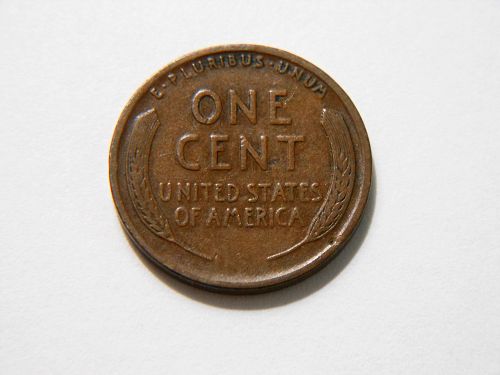 E·PLURIBUS·UNUM
ONE
CENT
UNITED STATES
OF AMERICA